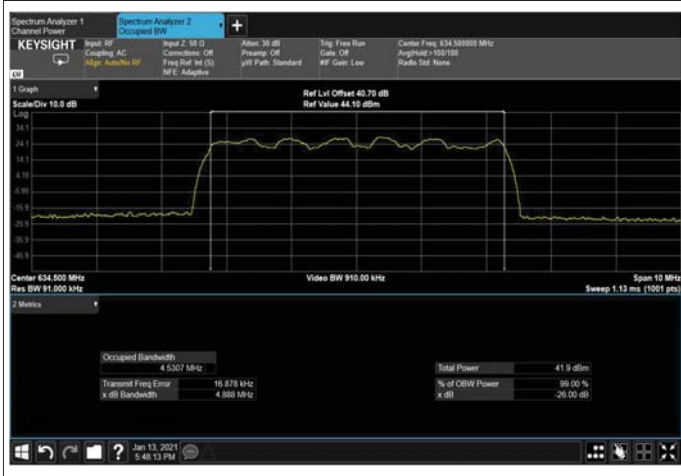 Spectrum Analyzer 1
Channel Power
Spectrum Analyzer 2
Occupied BW
+
KEYSIGHT
Input: RF
Coupling: AC
Align: Auto/No RF
Input Z: 50 Ω
Corrections: Off
Freq Ref: Int (S)
NFE: Adaptive
Atten: 30 dB
Preamp: Off
µW Path: Standard
Trig: Free Run
Gate: Off
#IF Gain: Low
Center Freq: 634.500000 MHz
Avg|Hold:>100/100
Radio Std: None
1 Graph
Scale/Div 10.0 dB
Ref Lvl Offset 40.70 dB
Ref Value 44.10 dBm
Log
34.1
24.1
14.1
4.10
-5.90
-15.9
-25.9
-35.9
-45.9
Center 634.500 MHz
Res BW 91.000 kHz
Video BW 910.00 kHz
Span 10 MHz
Sweep 1.13 ms (1001 pts)
2 Metrics
Occupied Bandwidth
4.5307 MHz
Transmit Freq Error 16.878 kHz
x dB Bandwidth 4.888 MHz
Total Power 41.9 dBm
% of OBW Power 99.00 %
x dB -26.00 dB
?
Jan 13, 2021
5:48:13 PM